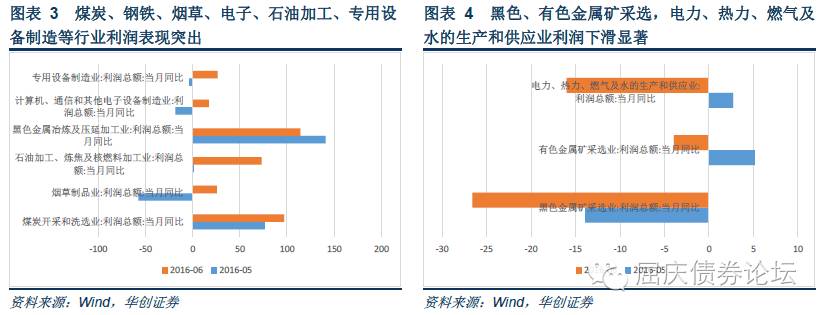 图表 3 煤炭、钢铁、烟草、电子、石油加工、专用设
备制造等行业利润表现突出
专用设备制造业:利润总额:当月同比
计算机、通信和其他电子设备制造业:利
润总额:当月同比
黑色金属冶炼及压延加工业:利润总额:当
月同比
石油加工、炼焦及核燃料加工业:利润总
额:当月同比
烟草制品业:利润总额:当月同比
煤炭开采和洗选业:利润总额:当月同比
-100 -50 0 50 100 150 200
2016-06 2016-05
资料来源：Wind，华创证券
图表 4 黑色、有色金属矿采选，电力、热力、燃气及
水的生产和供应业利润下滑显著
电力、热力、燃气及水的生产和供应业:
利润总额:当月同比
有色金属矿采选业:利润总额:当月同比
黑色金属矿采选业:利润总额:当月同比
-30 -25 -20 -15 -10 -5 0 5 10
2016-05
资料来源：Wind，华创证券
屈庆债券论坛